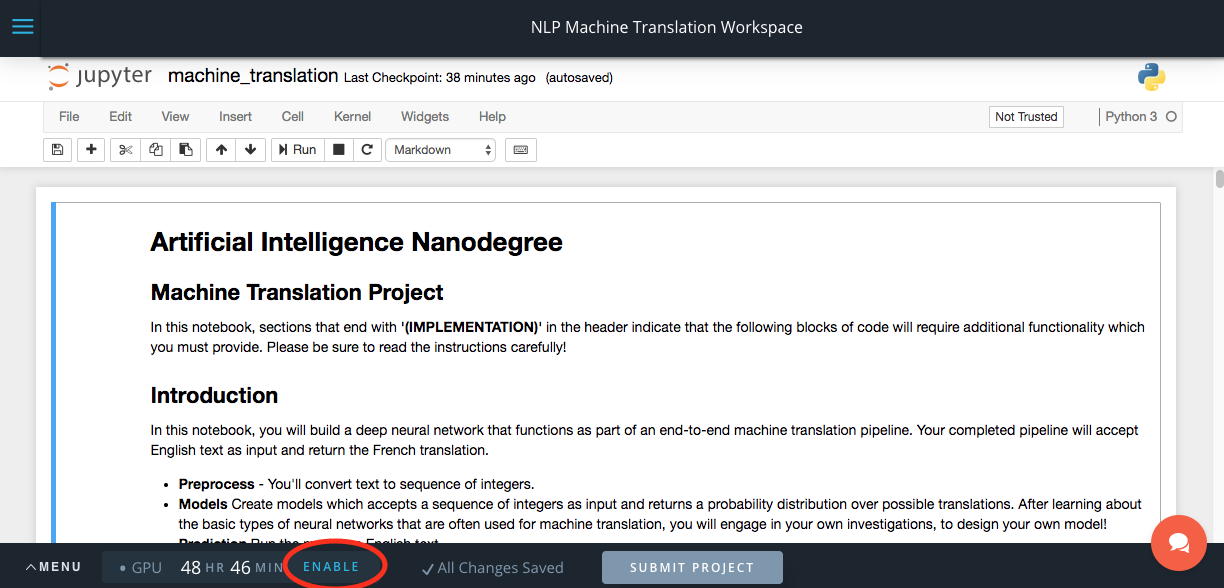 NLP Machine Translation Workspace
jupyter machine_translation Last Checkpoint: 38 minutes ago (autosaved)
File Edit View Insert Cell Kernel Widgets Help Not Trusted Python 3
Run Markdown
Artificial Intelligence Nanodegree
Machine Translation Project
In this notebook, sections that end with '(IMPLEMENTATION)' in the header indicate that the following blocks of code will require additional functionality which
you must provide. Please be sure to read the instructions carefully!
Introduction
In this notebook, you will build a deep neural network that functions as part of an end-to-end machine translation pipeline. Your completed pipeline will accept
English text as input and return the French translation.
• Preprocess - You'll convert text to sequence of integers.
• Models Create models which accepts a sequence of integers as input and returns a probability distribution over possible translations. After learning about
the basic types of neural networks that are often used for machine translation, you will engage in your own investigations, to design your own model!
• Prediction Run the model on English text.
MENU • GPU 48 HR 46 MIN ENABLE All Changes Saved SUBMIT PROJECT